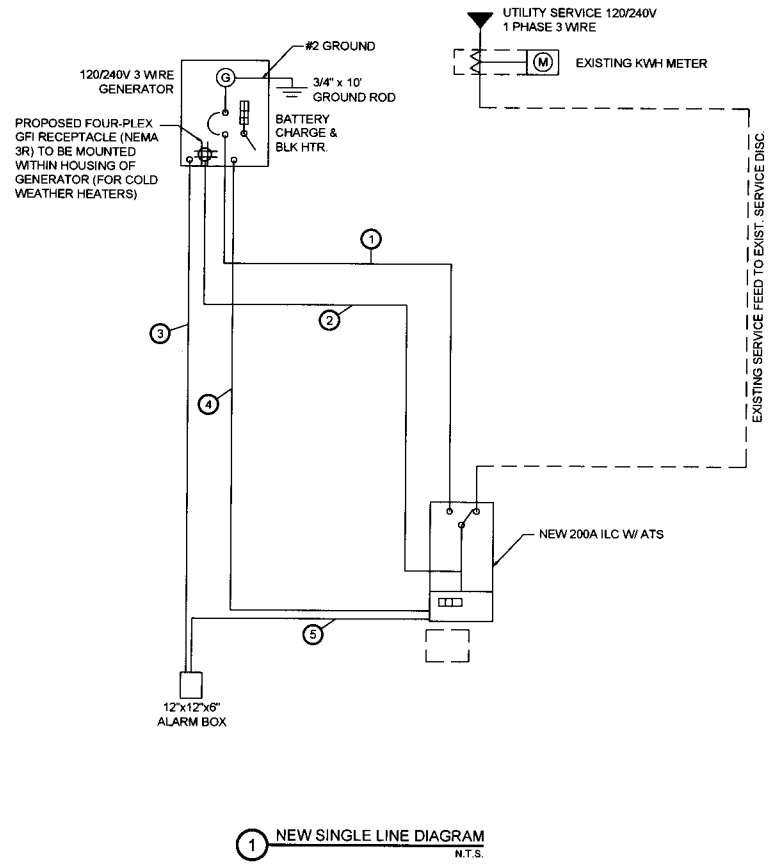 UTILITY SERVICE 120/240V
1 PHASE 3 WIRE
M
EXISTING KWH METER
#2 GROUND
120/240V 3 WIRE
GENERATOR
G
3/4" x 10'
GROUND ROD
BATTERY
CHARGE &
BLK HTR.
PROPOSED FOUR-PLEX
GFI RECEPTACLE (NEMA
3R) TO BE MOUNTED
WITHIN HOUSING OF
GENERATOR (FOR COLD
WEATHER HEATERS)
EXISTING SERVICE FEED TO EXIST. SERVICE DISC.
1
2
3
4
NEW 200A ILC W/ ATS
5
12"x12"x6"
ALARM BOX
1
NEW SINGLE LINE DIAGRAM
N.T.S.